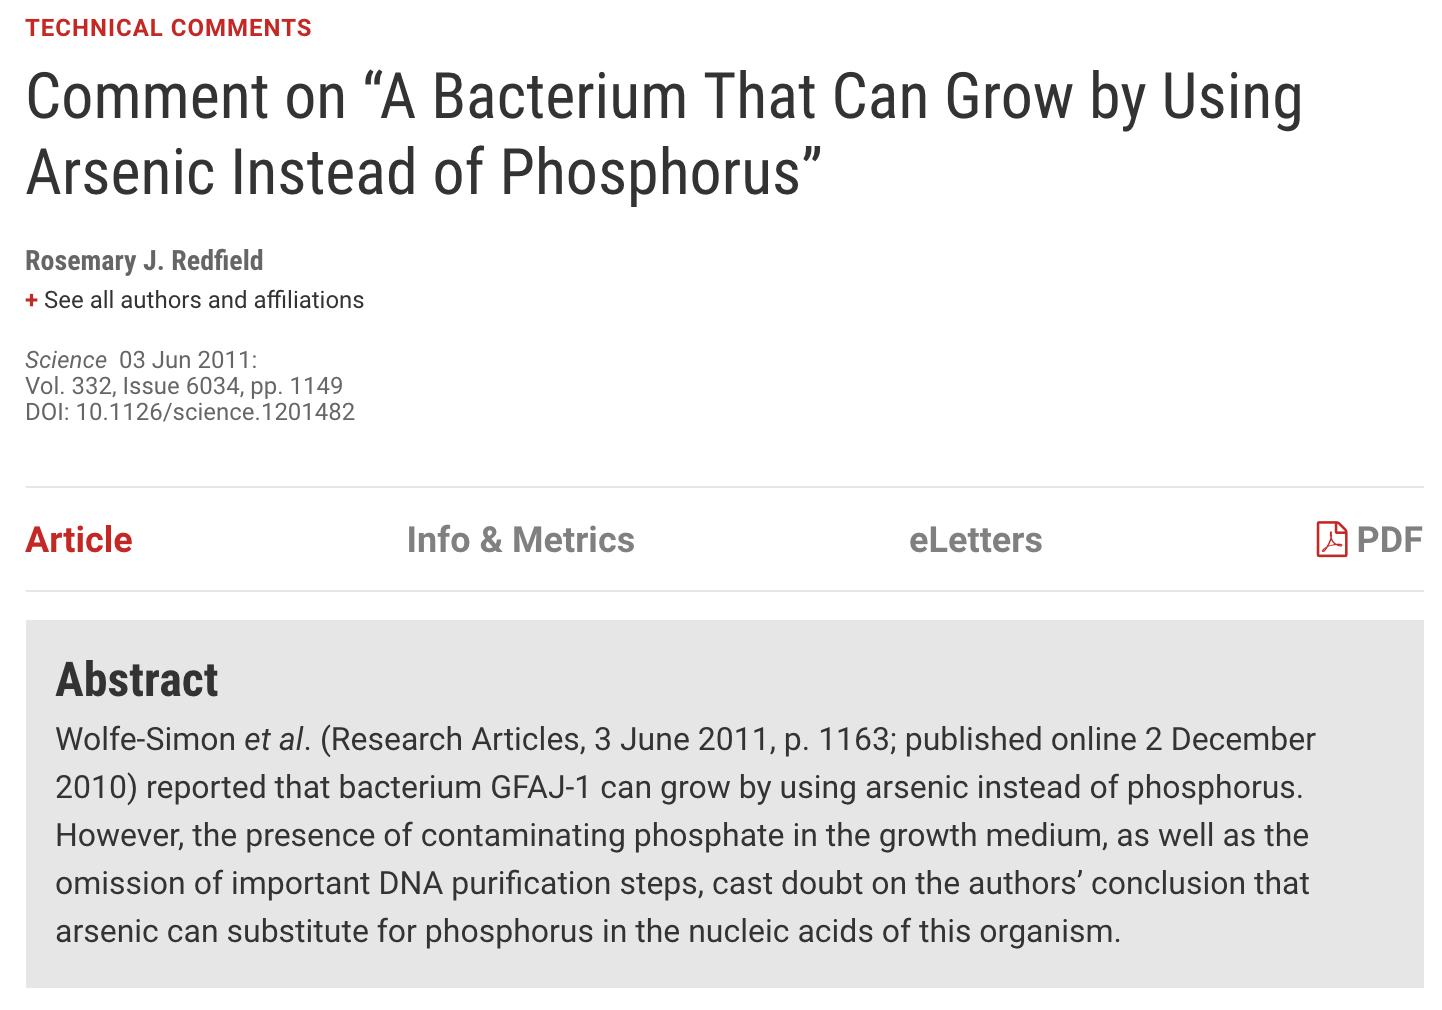 TECHNICAL COMMENTS
Comment on “A Bacterium That Can Grow by Using
Arsenic Instead of Phosphorus”
Rosemary J. Redfield
+ See all authors and affiliations
Science 03 Jun 2011:
Vol. 332, Issue 6034, pp. 1149
DOI: 10.1126/science.1201482
Article Info & Metrics eLetters PDF
Abstract
Wolfe-Simon et al. (Research Articles, 3 June 2011, p. 1163; published online 2 December
2010) reported that bacterium GFAJ-1 can grow by using arsenic instead of phosphorus.
However, the presence of contaminating phosphate in the growth medium, as well as the
omission of important DNA purification steps, cast doubt on the authors’ conclusion that
arsenic can substitute for phosphorus in the nucleic acids of this organism.